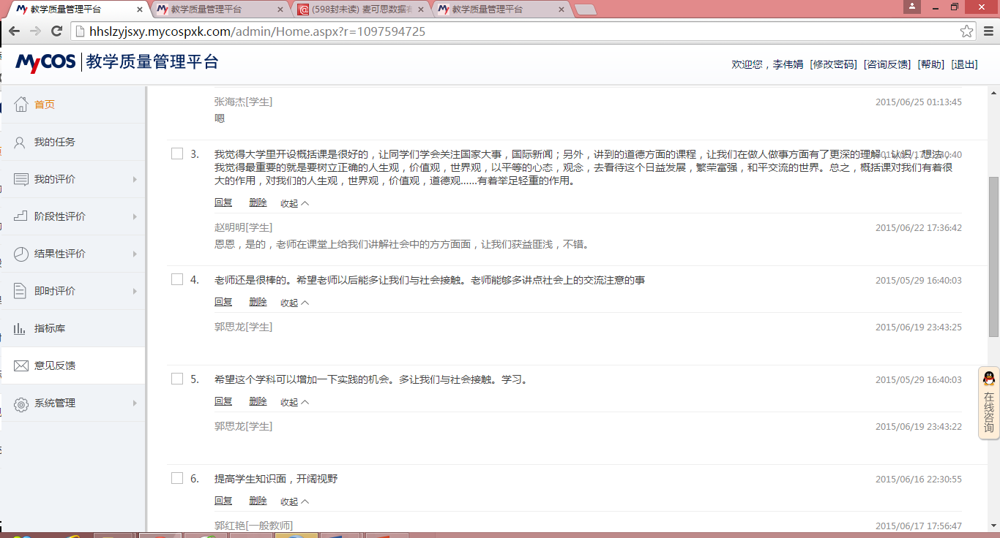 教学质量管理平台
教学质量管理平台
(598封未读) 麦可思数据
教学质量管理平台
hhslzyjsxy.mycospxk.com/admin/Home.aspx?r=1097594725
MyCOS 教学质量管理平台
欢迎您，李伟娟 [修改密码] [咨询反馈] [帮助] [退出]
首页
我的任务
我的评价
阶段性评价
结果性评价
即时评价
指标库
意见反馈
系统管理
张海杰[学生] 2015/06/25 01:13:45
嗯
3. 我觉得大学里开设概括课是很好的，让同学们学会关注国家大事，国际新闻；另外，讲到的道德方面的课程，让我们在做人做事方面有了更深的理解，认识，想法，
我觉得最重要的就是要树立正确的人生观，价值观，世界观，以平等的心态，观念，去看待这个日益发展，繁荣富强，和平交流的世界。总之，概括课对我们有着很
大的作用，对我们的人生观，世界观，价值观，道德观......有着举足轻重的作用。
回复 删除 收起
赵明明[学生] 2015/06/22 17:36:42
恩恩，是的，老师在课堂上给我们讲解社会中的方方面面，让我们获益匪浅，不错。
4. 老师还是很棒的。希望老师以后能多让我们与社会接触。老师能够多讲点社会上的交流注意的事 2015/05/29 16:40:03
回复 删除 收起
郭思龙[学生] 2015/06/19 23:43:25
5. 希望这个学科可以增加一下实践的机会。多让我们与社会接触。学习。 2015/05/29 16:40:03
回复 删除 收起
郭思龙[学生] 2015/06/19 23:43:22
6. 提高学生知识面，开阔视野 2015/06/16 22:30:55
回复 删除 收起
郭红艳[一般教师] 2015/06/17 17:56:47
在线咨询